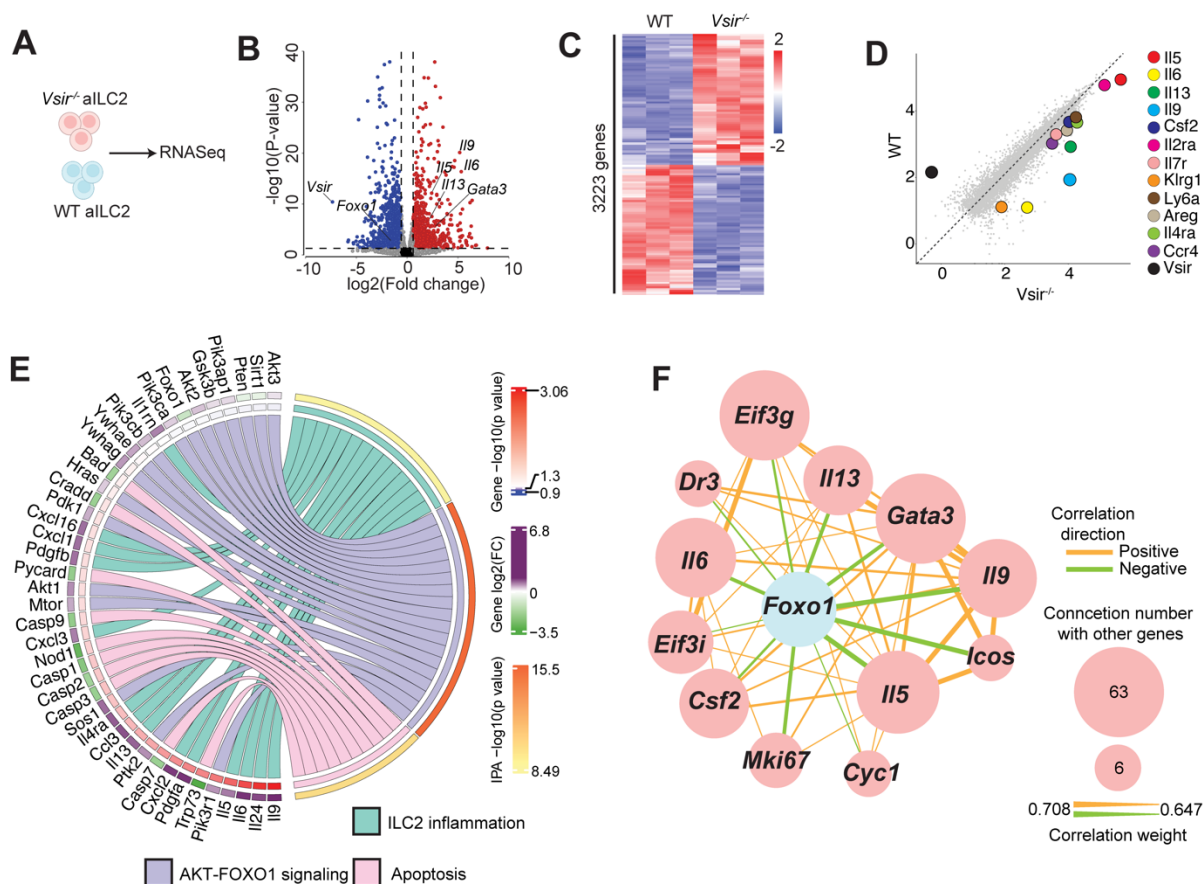 A
Vsir-/- aILC2
RNASeq
WT aILC2
B
-log10(P-value)
40
30
20
10
0
Il9
Il5 Il6
Vsir
Il13 Gata3
Foxo1
-10 -5 0 5 10
log2(Fold change)
C
WT Vsir-/-
3223 genes
2
-2
D
WT
4
2
0
0 2 4
Vsir-/-
Il5
Il6
Il13
Il9
Csf2
Il2ra
Il7r
Klrg1
Ly6a
Areg
Il4ra
Ccr4
Vsir
E
Akt3
Sirt1
Pten
Pik3ap1
Gsk3b
Akt2
Foxo1
Pik3ca
Il1rn
Pik3cb
Ywhae
Ywhag
Bad
Hras
Cradd
Pdk1
Cxcl16
Cxcl1
Pdgfb
Pycard
Akt1
Mtor
Casp9
Cxcl3
Nod1
Casp1
Casp2
Casp3
Sos1
Il4ra
Ccl3
Il13
Ptk2
Casp7
Cxcl2
Pdgfa
Trp73
Pik3r1
Il5
Il6
Il24
Il9
Gene -log10(p value)
3.06
1.3
0.9
Gene log2(FC)
6.8
0
-3.5
IPA -log10(p value)
15.5
8.49
ILC2 inflammation
AKT-FOXO1 signaling
Apoptosis
F
Eif3g
Dr3
Il13
Gata3
Il6
Il9
Foxo1
Eif3i
Icos
Csf2
Il5
Mki67
Cyc1
Correlation
direction
Positive
Negative
Conncetion number
with other genes
63
6
0.708 0.647
Correlation weight